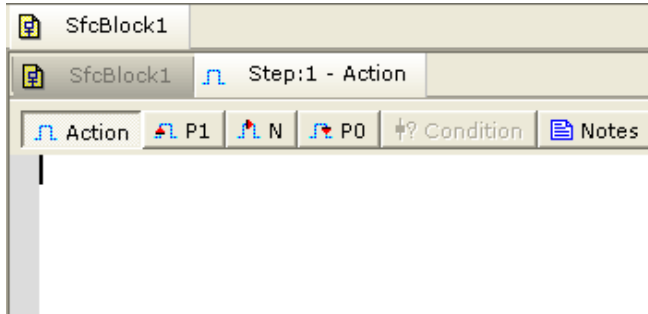 SfcBlock1
SfcBlock1 Step:1 - Action
Action P1 N P0 Condition Notes